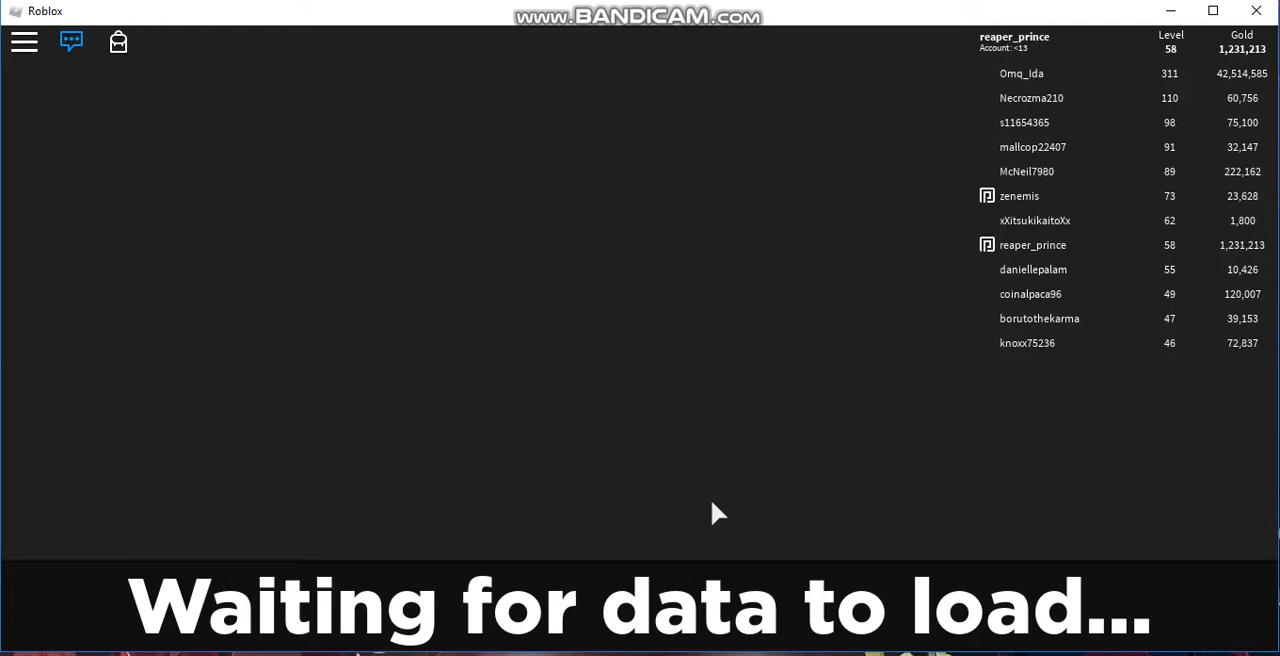 Roblox
www.BANDICAM.com
reaper_prince Level Gold
Account: <13 58 1,231,213
Omq_Ida 311 42,514,585
Necrozma210 110 60,756
s11654365 98 75,100
mallcop22407 91 32,147
McNeil7980 89 222,162
zenemis 73 23,628
xXitsukikaitoXx 62 1,800
reaper_prince 58 1,231,213
daniellepalam 55 10,426
coinalpaca96 49 120,007
borutothekarma 47 39,153
knoxx75236 46 72,837
Waiting for data to load...